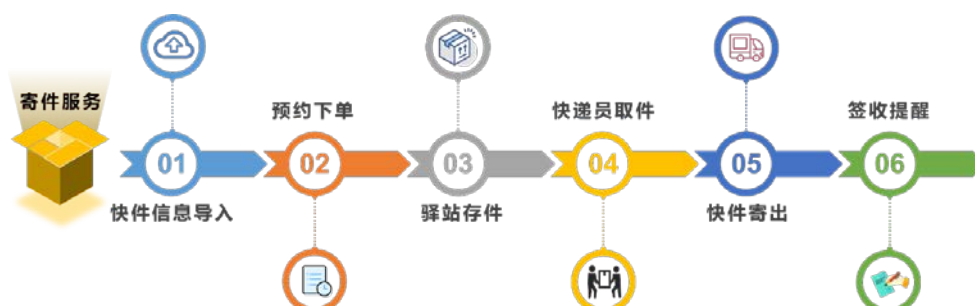 寄件服务
预约下单
快递员取件
签收提醒
01
02
03
04
05
06
快件信息导入
驿站存件
快件寄出